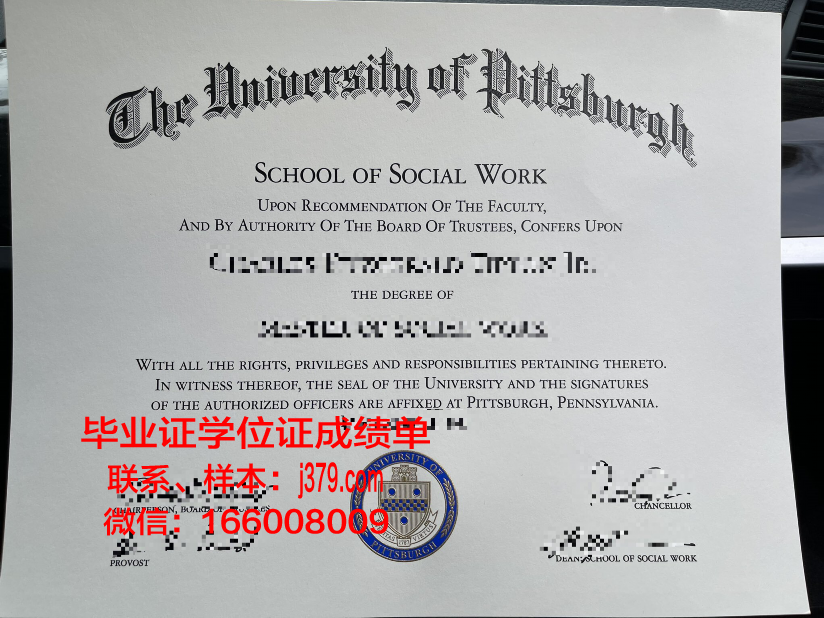 The University of Pittsburgh
SCHOOL OF SOCIAL WORK
UPON RECOMMENDATION OF THE FACULTY,
AND BY AUTHORITY OF THE BOARD OF TRUSTEES, CONFERS UPON
THE DEGREE OF
MASTER OF SOCIAL WORK
WITH ALL THE RIGHTS, PRIVILEGES AND RESPONSIBILITIES PERTAINING THERETO.
IN WITNESS THEREOF, THE SEAL OF THE UNIVERSITY AND THE SIGNATURES
OF THE AUTHORIZED OFFICERS ARE AFFIXED AT PITTSBURGH, PENNSYLVANIA.
毕业证学位证成绩单
联系、样本：j379.com
微信：166008009
UNIVERSITY OF
PITTSBURGH
CHANCELLOR
PROVOST
DEAN, SCHOOL OF SOCIAL WORK